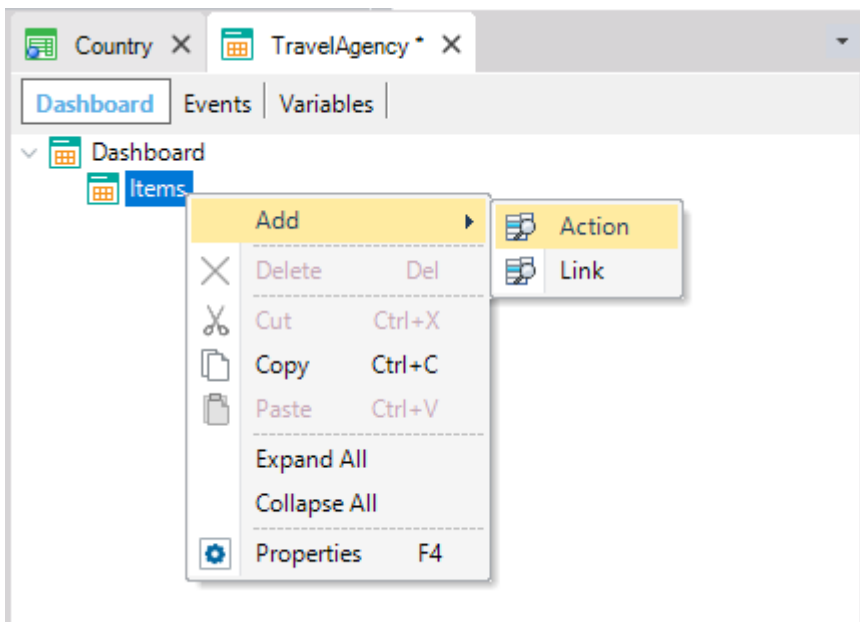 Country TravelAgency *
Dashboard Events Variables
Dashboard
Items
Add
Action
Link
Delete Del
Cut Ctrl+X
Copy Ctrl+C
Paste Ctrl+V
Expand All
Collapse All
Properties F4